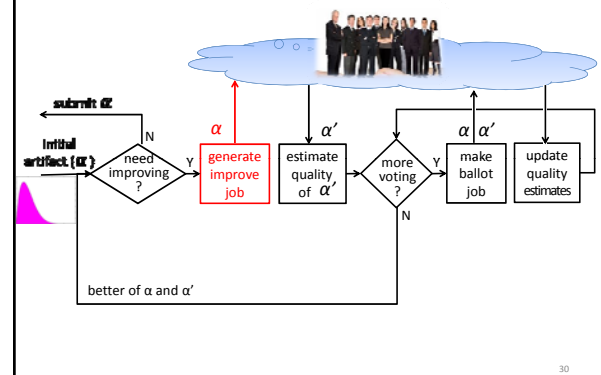 submit α
N
Initial
artifact (α)
need
improving
?
Y
α
generate
improve
job
α’
estimate
quality
of α’
more
voting
?
Y
N
α α’
make
ballot
job
update
quality
estimates
better of α and α’
30